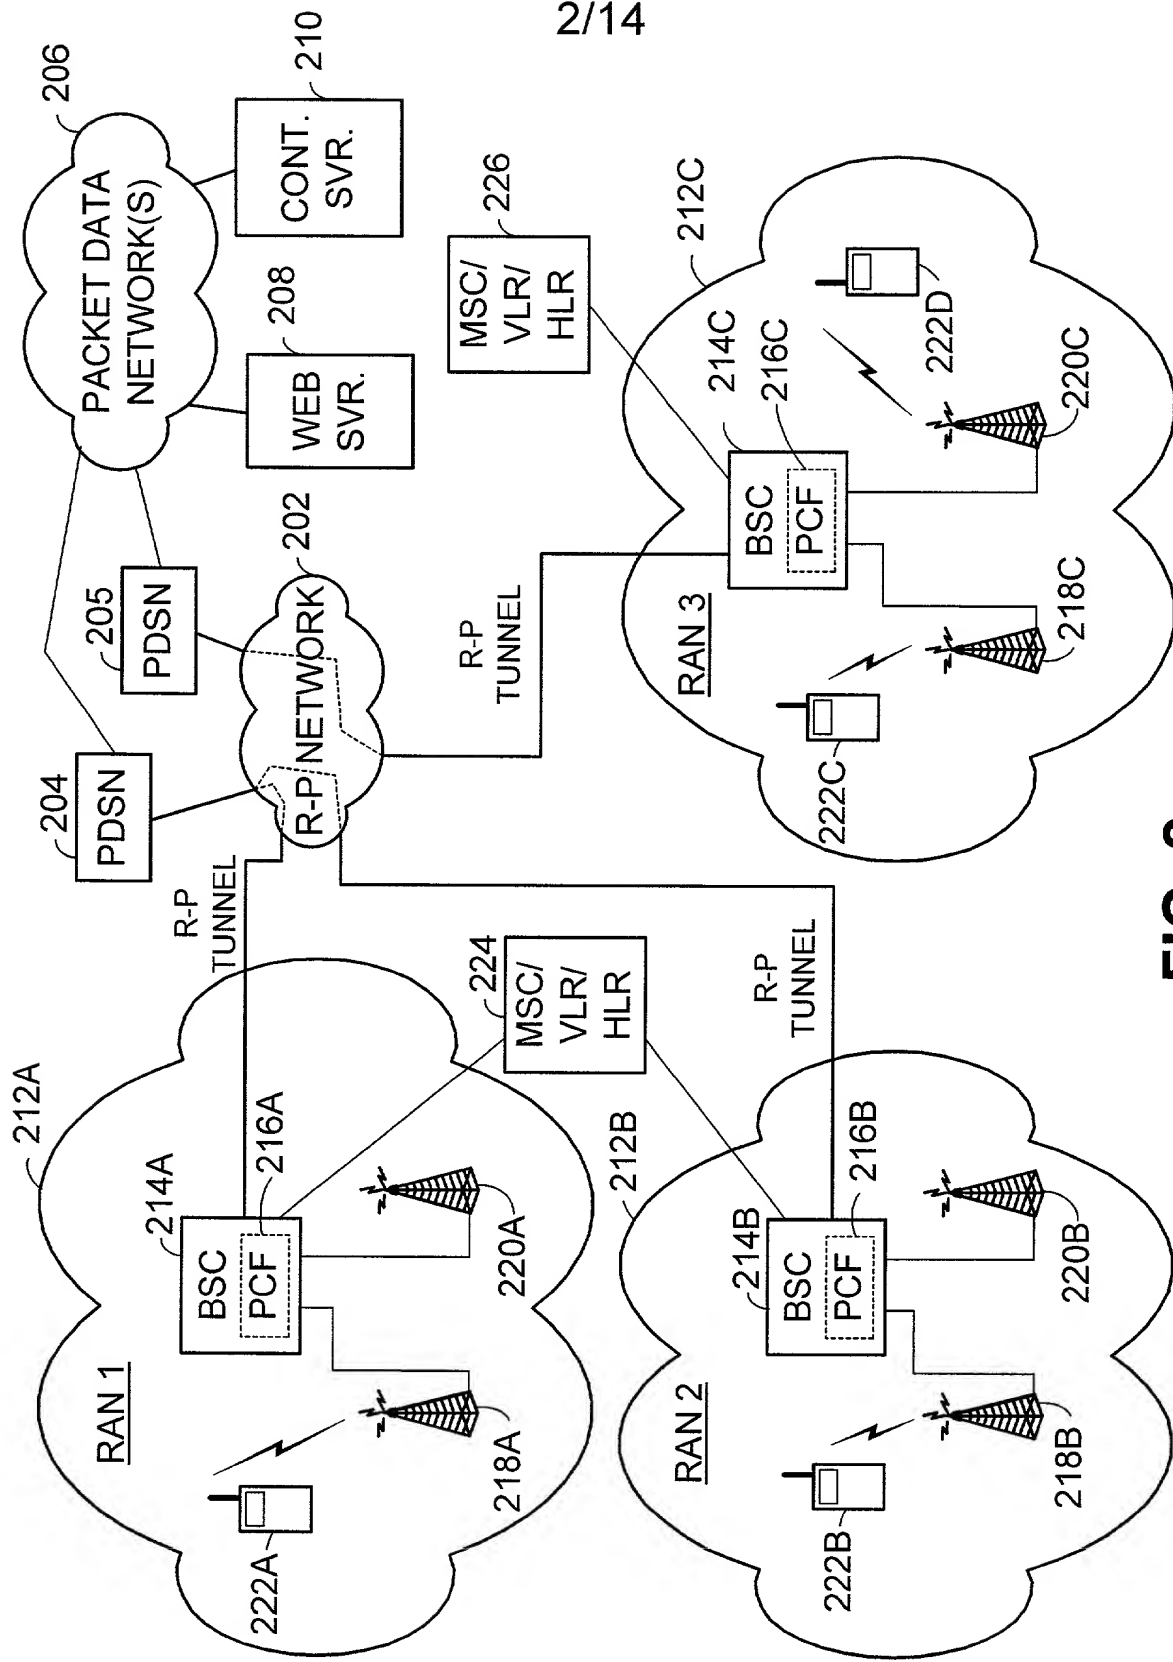 2/14
206
PACKET DATA
NETWORK(S)
210
CONT.
SVR.
208
WEB
SVR.
204
PDSN
205
PDSN
202
R-P NETWORK
R-P
TUNNEL
R-P
TUNNEL
R-P
TUNNEL
212A
RAN 1
214A
BSC
216A
PCF
218A
220A
222A
224
MSC/
VLR/
HLR
212B
RAN 2
214B
BSC
216B
PCF
218B
220B
222B
226
MSC/
VLR/
HLR
212C
RAN 3
214C
BSC
216C
PCF
218C
220C
222C
222D